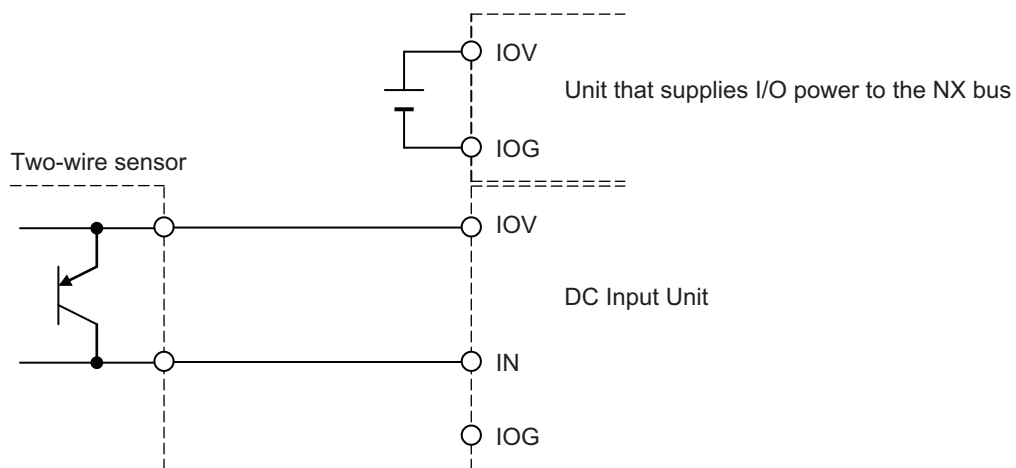 IOV
Unit that supplies I/O power to the NX bus
IOG
Two-wire sensor
IOV
DC Input Unit
IN
IOG